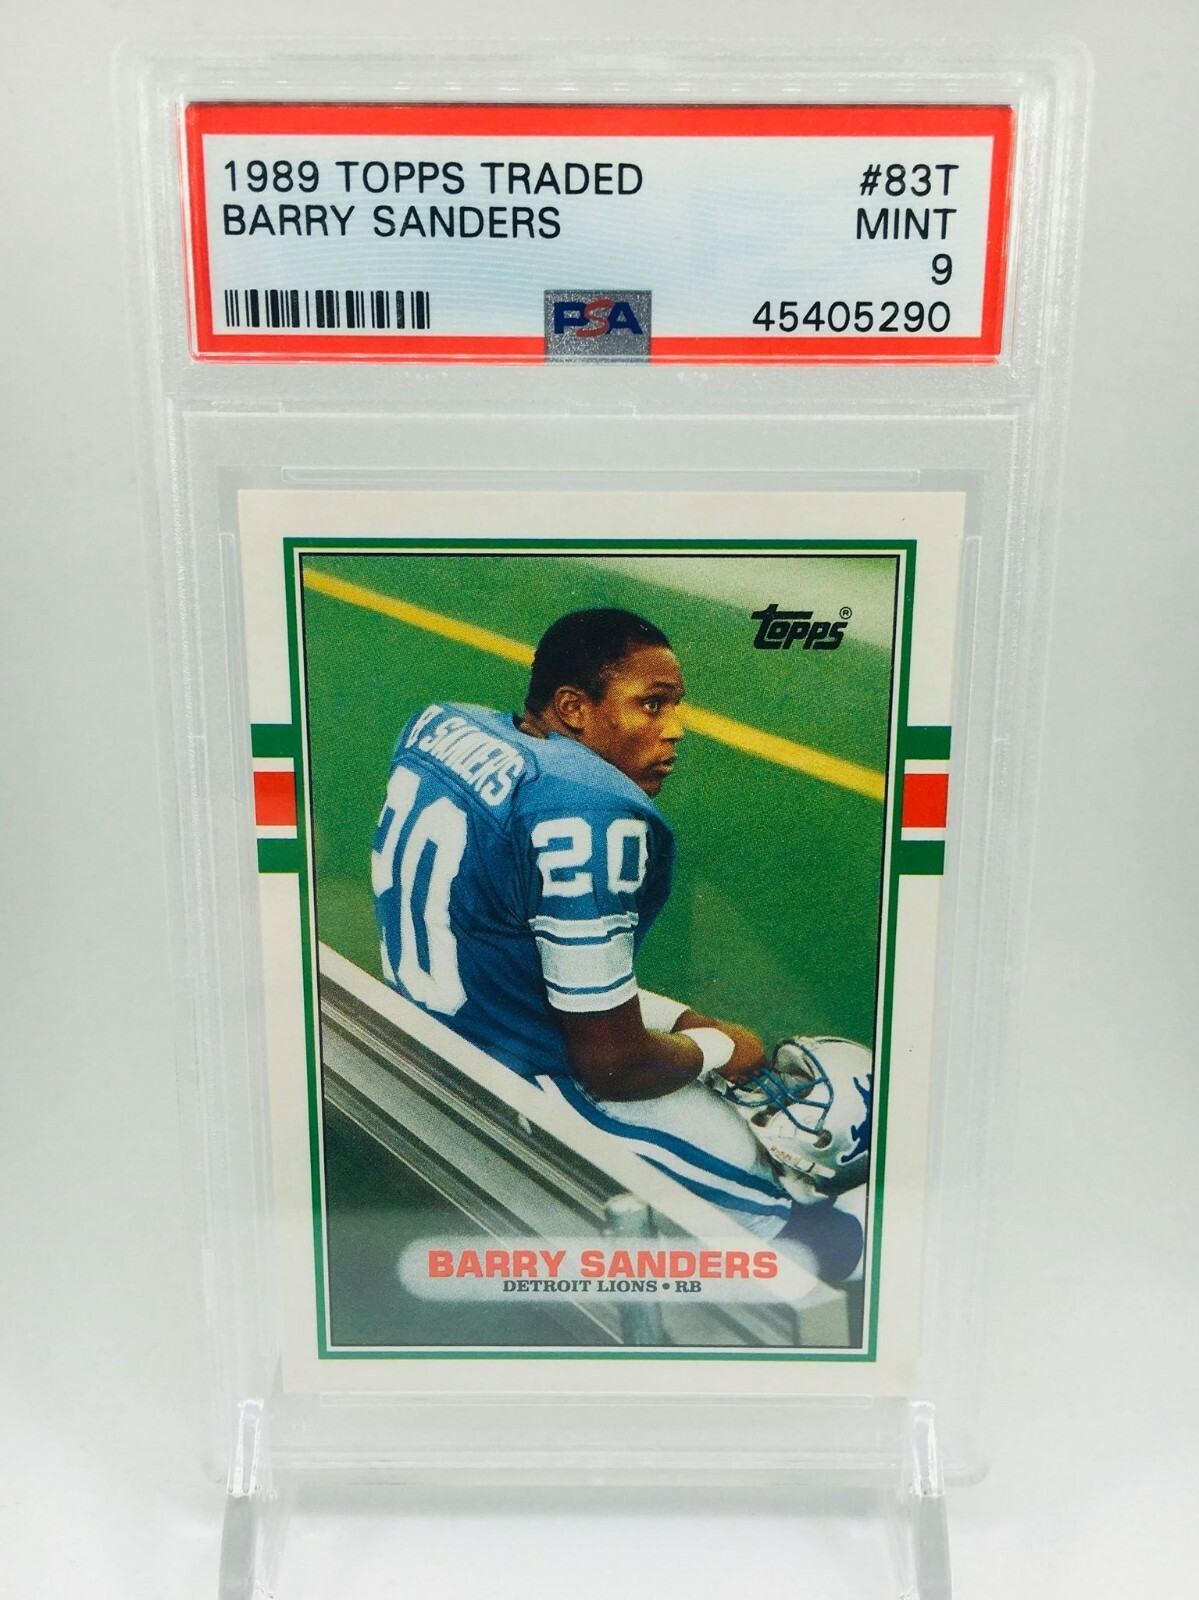 1989 TOPPS TRADED #83T
BARRY SANDERS MINT
9
PSA 45405290
topps®
B SANDERS
20
20
BARRY SANDERS
DETROIT LIONS • RB